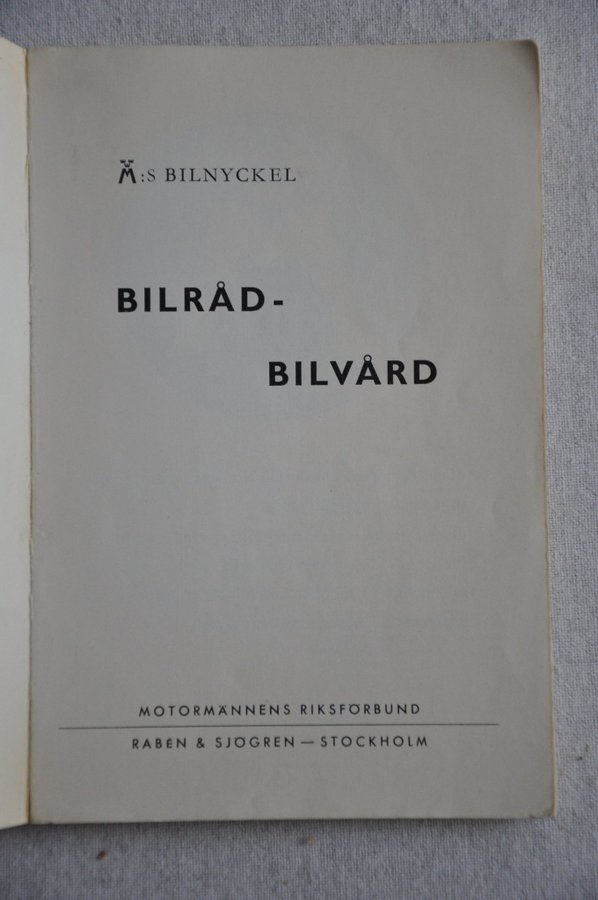 M:S BILNYCKEL
BILRÅD-
BILVÅRD
MOTORMÄNNENS RIKSFÖRBUND
RABÉN & SJÖGREN — STOCKHOLM